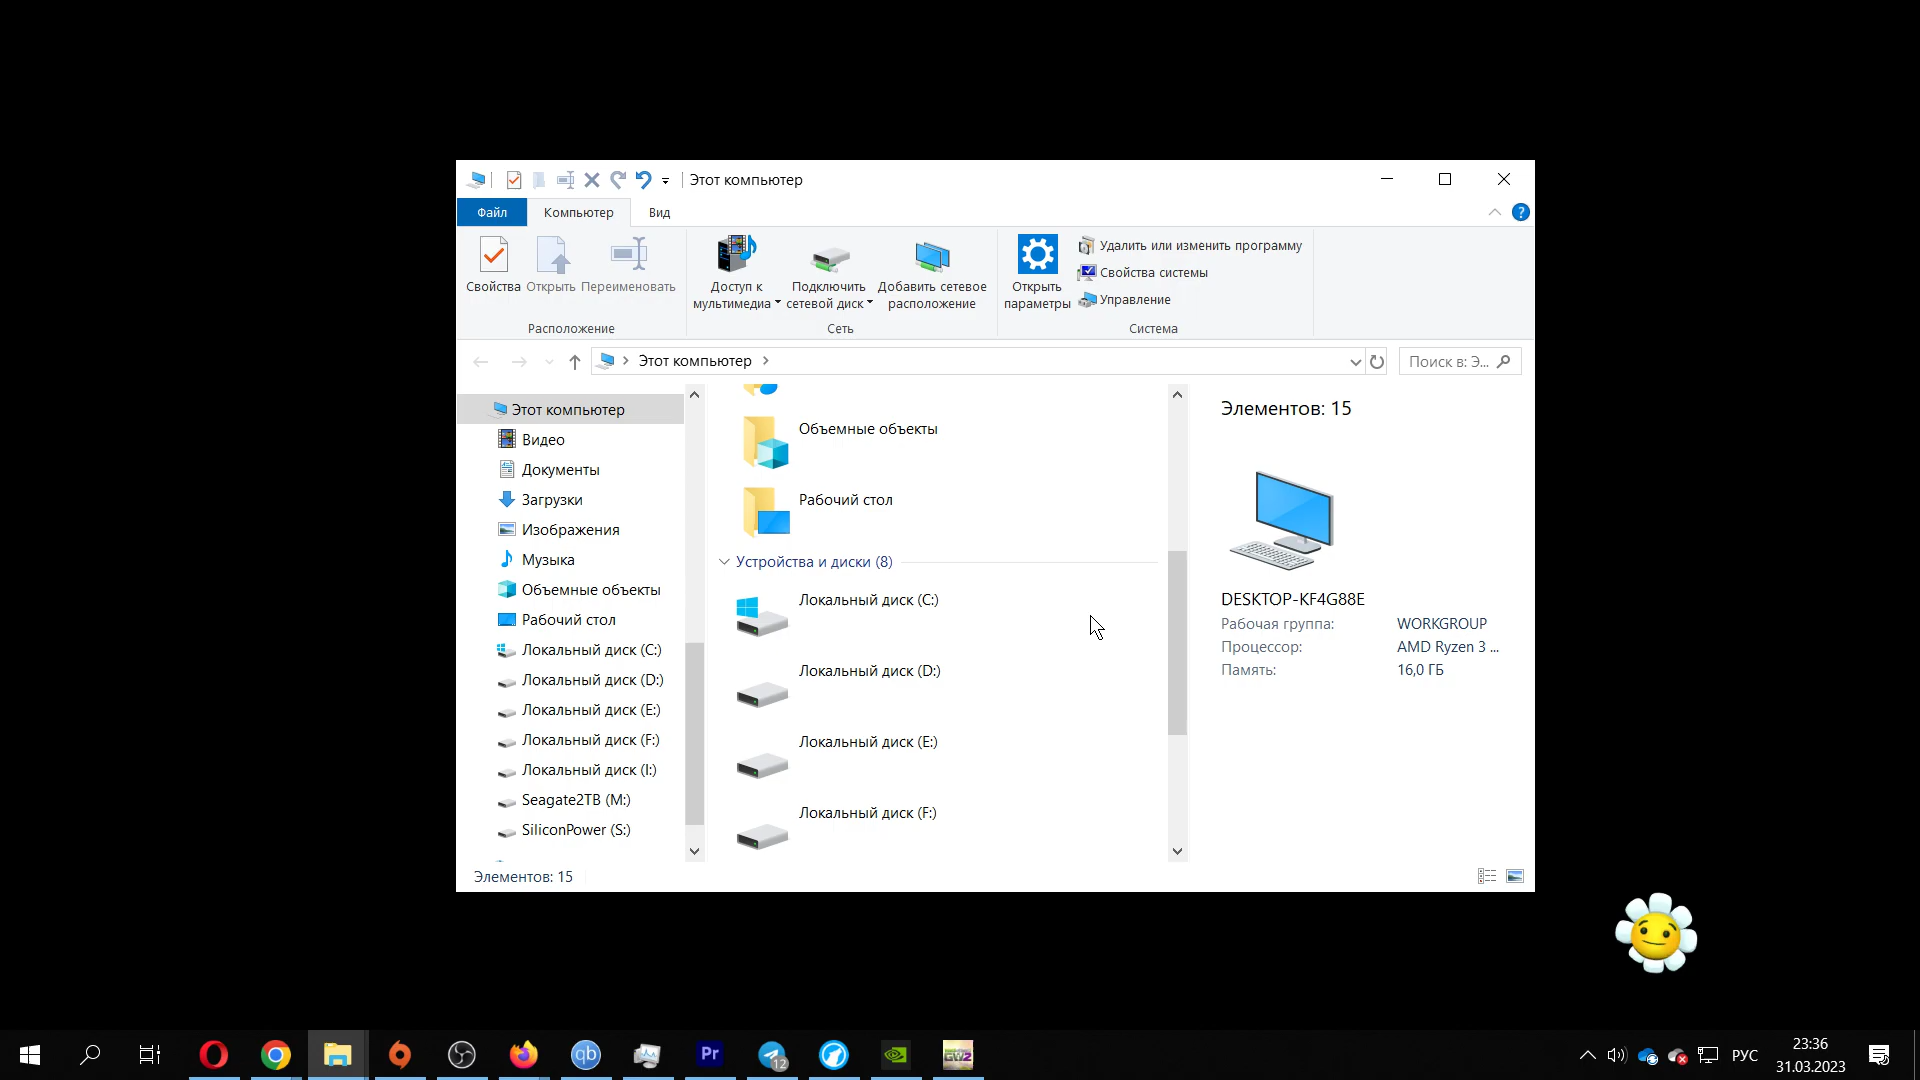 Этот компьютер
Файл
Компьютер
Вид
?
Свойства
Открыть
Переименовать
Расположение
Доступ к
мультимедиа
Подключить
сетевой диск
Добавить сетевое
расположение
Сеть
Открыть
параметры
Удалить или изменить программу
Свойства системы
Управление
Система
Этот компьютер
Поиск в: Э...
Этот компьютер
Видео
Документы
Загрузки
Изображения
Музыка
Объемные объекты
Рабочий стол
Локальный диск (C:)
Локальный диск (D:)
Локальный диск (E:)
Локальный диск (F:)
Локальный диск (I:)
Seagate2TB (M:)
SiliconPower (S:)
Объемные объекты
Рабочий стол
Устройства и диски (8)
Локальный диск (C:)
Локальный диск (D:)
Локальный диск (E:)
Локальный диск (F:)
Элементов: 15
DESKTOP-KF4G88E
Рабочая группа: WORKGROUP
Процессор: AMD Ryzen 3 ...
Память: 16,0 ГБ
Элементов: 15
qb
Pr
12
GW2
РУС
23:36
31.03.2023